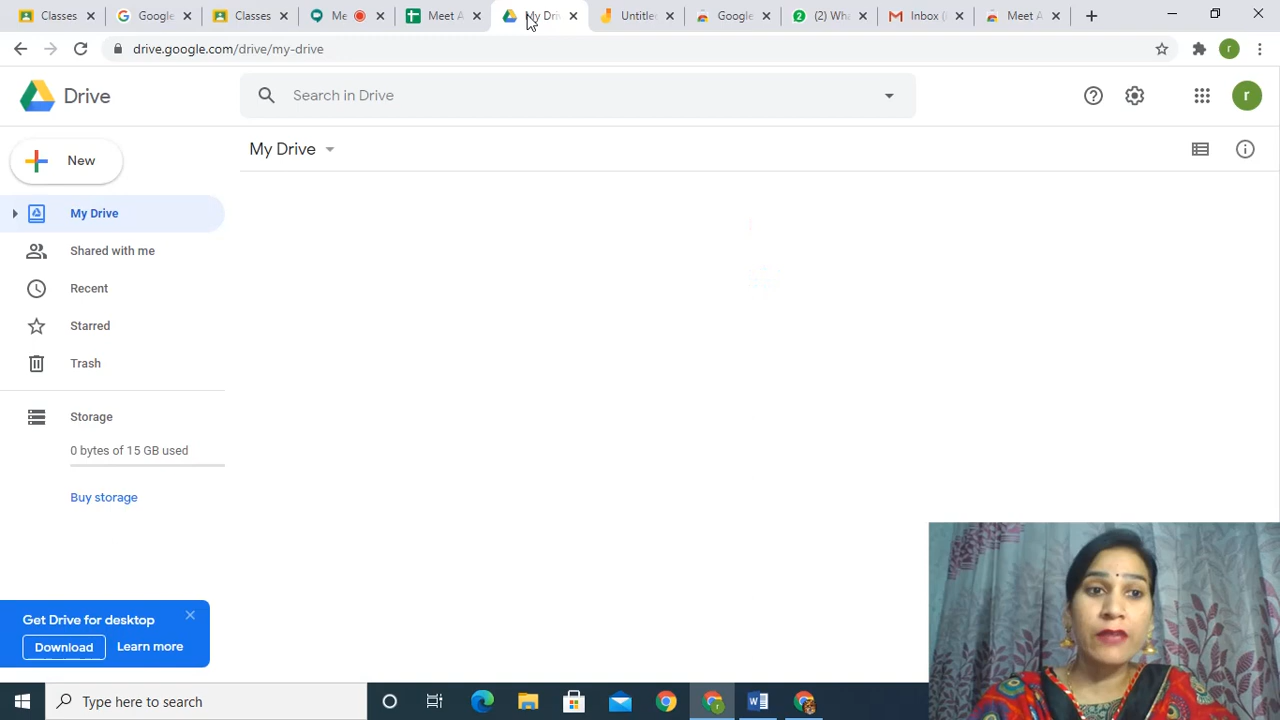 Classes
Google
Classes
Me
Meet A
My Dri
Untitle
Google
(2) Wha
Inbox (
Meet A
drive.google.com/drive/my-drive
r
Drive
Search in Drive
r
New
My Drive
My Drive
Shared with me
Recent
Starred
Trash
Storage
0 bytes of 15 GB used
Buy storage
Get Drive for desktop
Download
Learn more
Type here to search